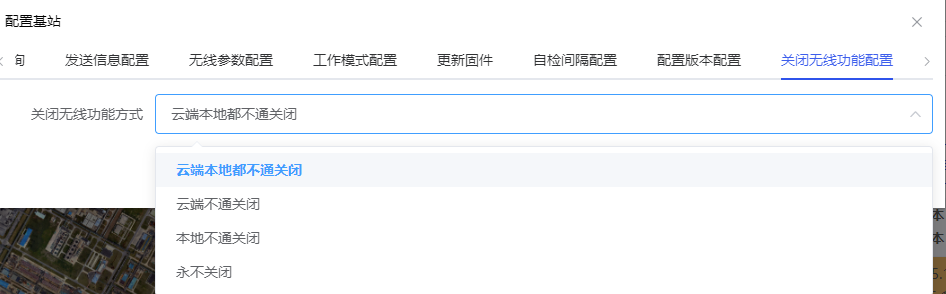 配置基站
旬 发送信息配置 无线参数配置 工作模式配置 更新固件 自检间隔配置 配置版本配置 关闭无线功能配置
关闭无线功能方式 云端本地都不通关闭
云端本地都不通关闭
云端不通关闭
本地不通关闭
永不关闭
本
本
5.